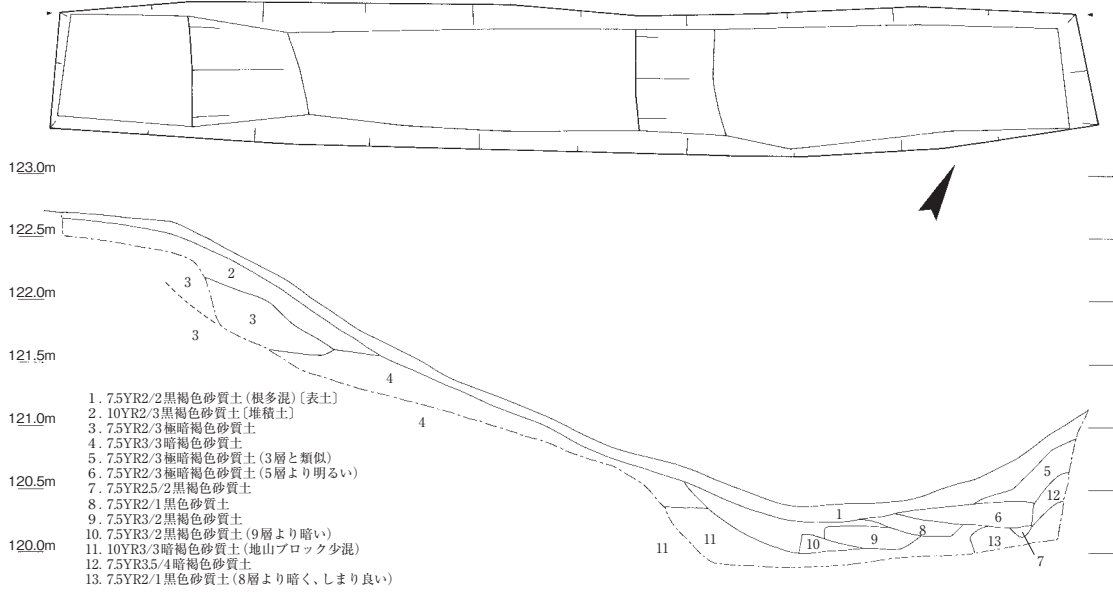 123.0m
122.5m
122.0m
121.5m
121.0m
120.5m
120.0m
2
3
3
3
4
4
1
5
12
6
8
9
10
13
11
11
7
1. 7.5YR2/2黒褐色砂質土(根多混)〔表土〕
2. 10YR2/3黒褐色砂質土〔堆積土〕
3. 7.5YR2/3極暗褐色砂質土
4. 7.5YR3/3暗褐色砂質土
5. 7.5YR2/3極暗褐色砂質土(3層と類似)
6. 7.5YR2/3極暗褐色砂質土(5層より明るい)
7. 7.5YR2.5/2黒褐色砂質土
8. 7.5YR2/1黒色砂質土
9. 7.5YR3/2黒褐色砂質土
10. 7.5YR3/2黒褐色砂質土(9層より暗い)
11. 10YR3/3暗褐色砂質土(地山ブロック少混)
12. 7.5YR3.5/4暗褐色砂質土
13. 7.5YR2/1黒色砂質土(8層より暗く、しまり良い)